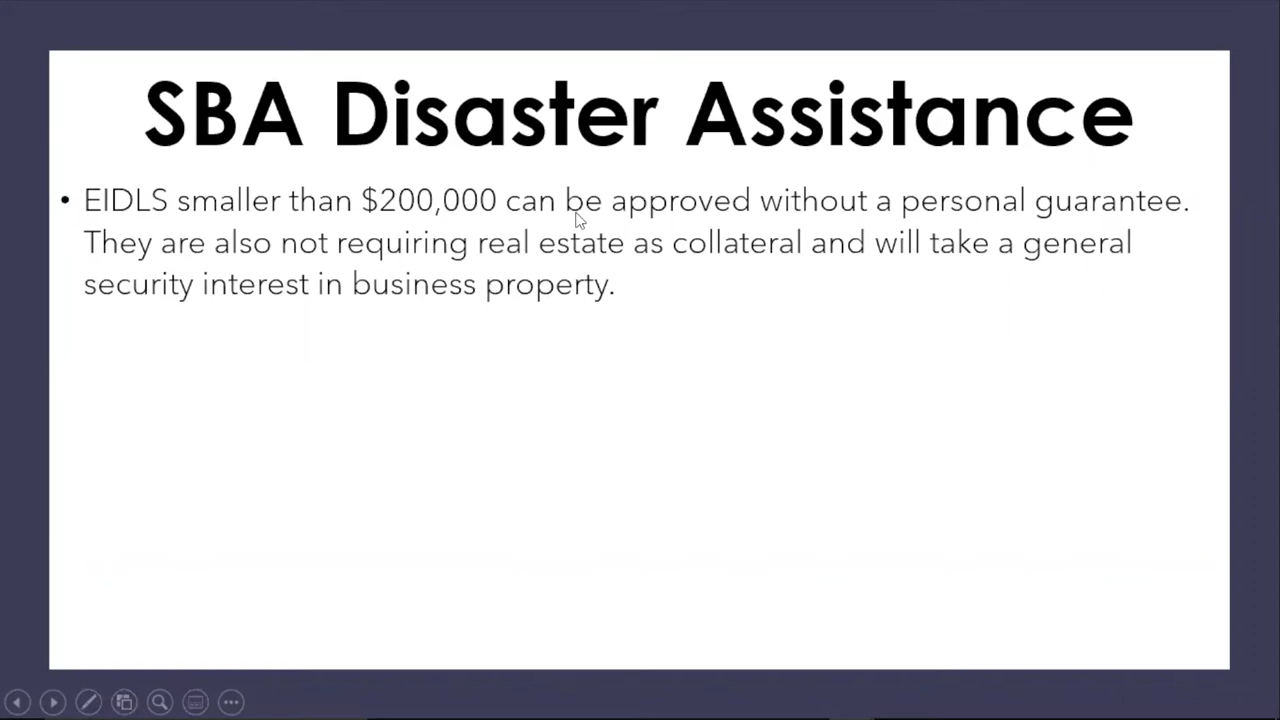 SBA Disaster Assistance
• EIDLS smaller than $200,000 can be approved without a personal guarantee.
They are also not requiring real estate as collateral and will take a general
security interest in business property.